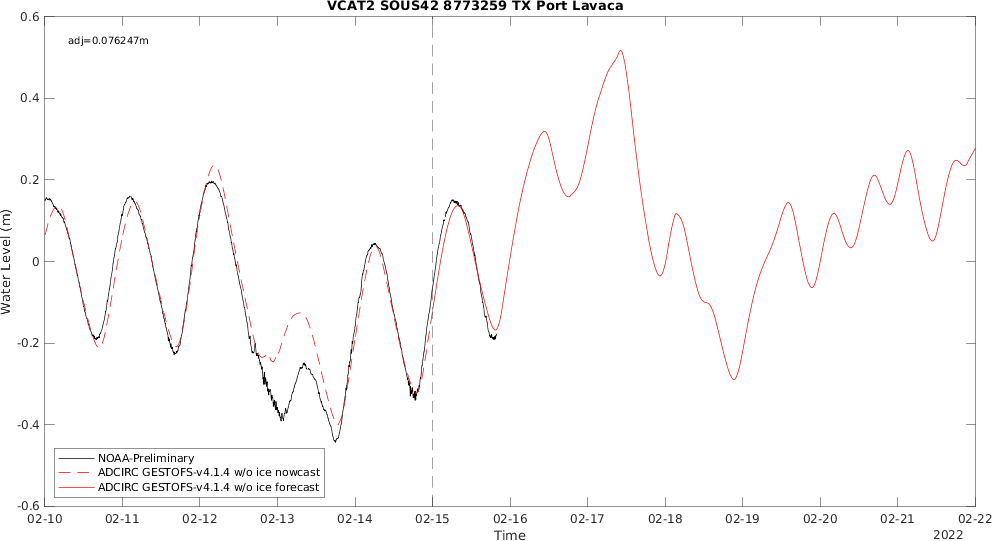 VCAT2 SOUS42 8773259 TX Port Lavaca
adj=0.076247m
0.6
0.4
0.2
0
-0.2
-0.4
-0.6
Water Level (m)
NOAA-Preliminary
ADCIRC GESTOFS-v4.1.4 w/o ice nowcast
ADCIRC GESTOFS-v4.1.4 w/o ice forecast
02-10 02-11 02-12 02-13 02-14 02-15 02-16 02-17 02-18 02-19 02-20 02-21 02-22
Time
2022